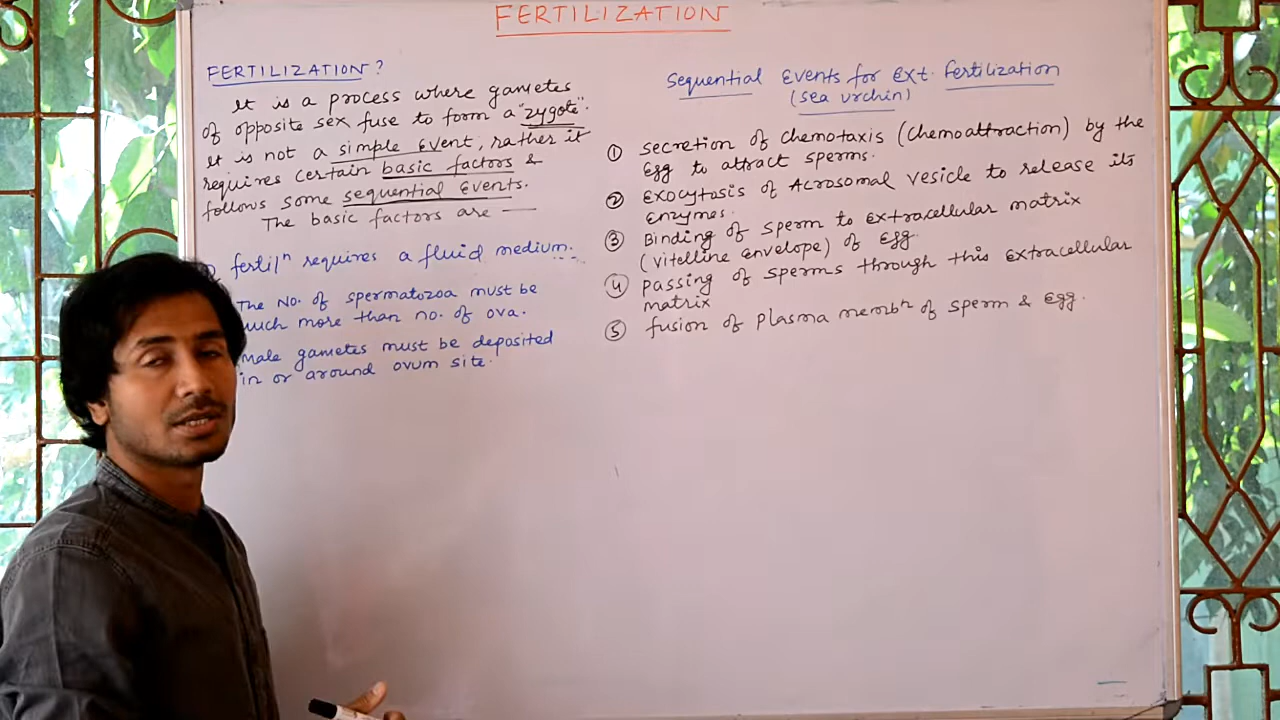 FERTILIZATION
FERTILIZATION?
It is a process where gametes
of opposite sex fuse to form a "zygote".
It is not a simple Event, rather it
requires certain basic factors &
follows some sequential Events.
The basic factors are —
fertilⁿ requires a fluid medium.
The No. of spermatozoa must be
much more than no. of ova.
Male gametes must be deposited
in or around ovum site.
Sequential Events for Ext. fertilization
(sea urchin)
① secretion of chemotaxis (chemoattraction) by the
Egg to attract sperms.
② Exocytosis of Acrosomal vesicle to release its
Enzymes.
③ Binding of sperm to Extracellular matrix
(vitelline envelope) of Egg.
④ passing of sperms through this Extracellular
matrix
⑤ fusion of Plasma membⁿ of sperm & Egg.